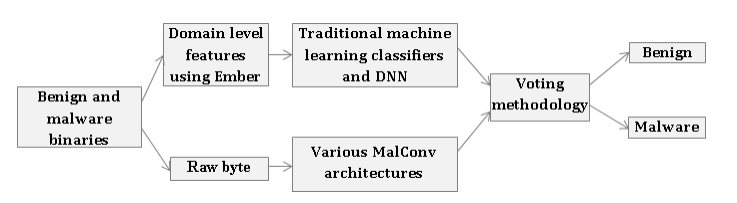 Benign and
malware
binaries
Domain level
features
using Ember
Traditional machine
learning classifiers
and DNN
Raw byte
Various MalConv
architectures
Voting
methodology
Benign
Malware